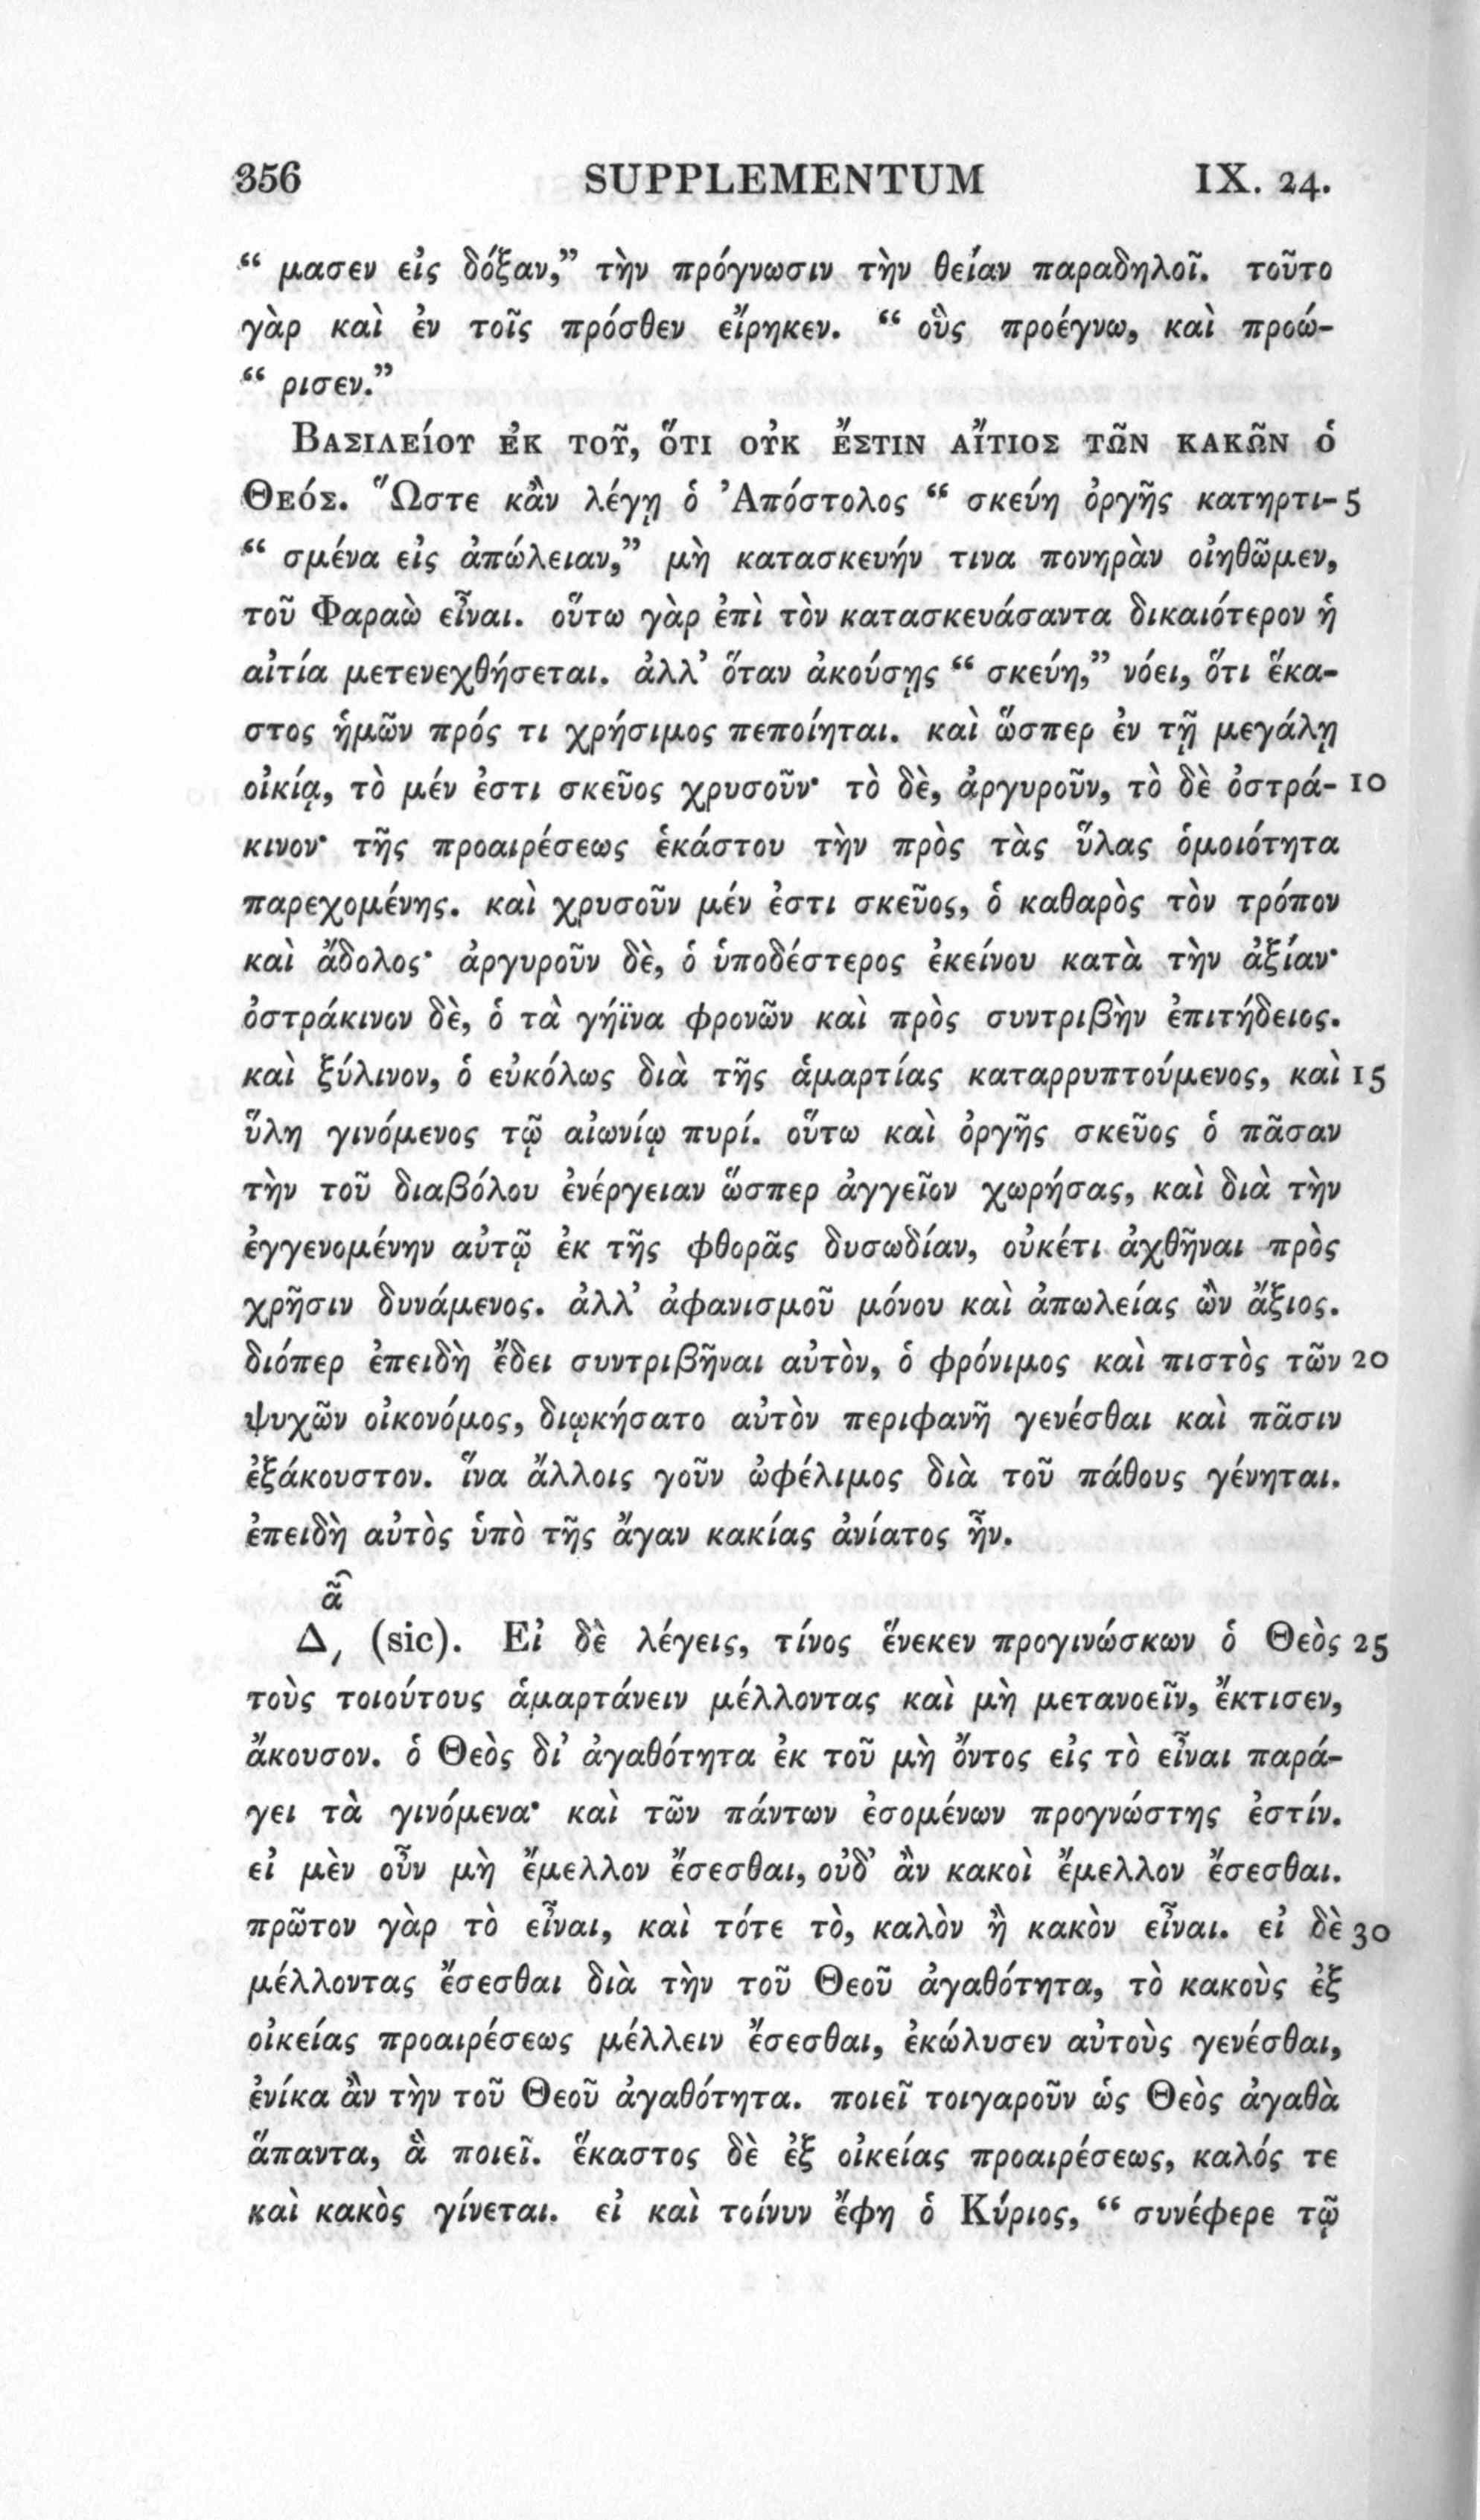 356 SUPPLEMENTUM IX. 24.
“ μασεν εἰς δόξαν,” τὴν πρόγνωσιν τὴν θείαν παραδηλοῖ. τοῦτο
γὰρ καὶ ἐν τοῖς πρόσθεν εἴρηκεν. “ οὓς προέγνω, καὶ προώ-
“ ρισεν.”
Βασιλείου ἐκ τοῦ, ὅτι οὐκ ἔστιν αἴτιος τῶν κακῶν ὁ
Θεός. Ὥστε κἂν λέγῃ ὁ Ἀπόστολος “ σκεύη ὀργῆς κατηρτι- 5
“ σμένα εἰς ἀπώλειαν,” μὴ κατασκευήν τινα πονηρὰν οἰηθῶμεν,
τοῦ Φαραὼ εἶναι. οὕτω γὰρ ἐπὶ τὸν κατασκευάσαντα δικαιότερον ἡ
αἰτία μετενεχθήσεται. ἀλλ’ ὅταν ἀκούσῃς “ σκεύη,” νόει, ὅτι ἕκα-
στος ἡμῶν πρός τι χρήσιμος πεποίηται. καὶ ὥσπερ ἐν τῇ μεγάλῃ
οἰκίᾳ, τὸ μέν ἐστι σκεῦος χρυσοῦν· τὸ δὲ, ἀργυροῦν, τὸ δὲ ὀστρά- 10
κινον· τῆς προαιρέσεως ἑκάστου τὴν πρὸς τὰς ὕλας ὁμοιότητα
παρεχομένης. καὶ χρυσοῦν μέν ἐστι σκεῦος, ὁ καθαρὸς τὸν τρόπον
καὶ ἄδολος· ἀργυροῦν δὲ, ὁ ὑποδέστερος ἐκείνου κατὰ τὴν ἀξίαν·
ὀστράκινον δὲ, ὁ τὰ γήϊνα φρονῶν καὶ πρὸς συντριβὴν ἐπιτήδειος.
καὶ ξύλινον, ὁ εὐκόλως διὰ τῆς ἁμαρτίας καταρρυπτούμενος, καὶ 15
ὕλη γινόμενος τῷ αἰωνίῳ πυρί. οὕτω καὶ ὀργῆς σκεῦος ὁ πᾶσαν
τὴν τοῦ διαβόλου ἐνέργειαν ὥσπερ ἀγγεῖον χωρήσας, καὶ διὰ τὴν
ἐγγενομένην αὐτῷ ἐκ τῆς φθορᾶς δυσωδίαν, οὐκέτι ἀχθῆναι πρὸς
χρῆσιν δυνάμενος. ἀλλ’ ἀφανισμοῦ μόνου καὶ ἀπωλείας ὢν ἄξιος.
διόπερ ἐπειδὴ ἔδει συντριβῆναι αὐτὸν, ὁ φρόνιμος καὶ πιστὸς τῶν 20
ψυχῶν οἰκονόμος, διῳκήσατο αὐτὸν περιφανῆ γενέσθαι καὶ πᾶσιν
ἐξάκουστον. ἵνα ἄλλοις γοῦν ὠφέλιμος διὰ τοῦ πάθους γένηται.
ἐπειδὴ αὐτὸς ὑπὸ τῆς ἄγαν κακίας ἀνίατος ἦν.
Δ, (sic). Εἰ δὲ λέγεις, τίνος ἕνεκεν προγινώσκων ὁ Θεὸς 25
τοὺς τοιούτους ἁμαρτάνειν μέλλοντας καὶ μὴ μετανοεῖν, ἔκτισεν,
ἄκουσον. ὁ Θεὸς δι’ ἀγαθότητα ἐκ τοῦ μὴ ὄντος εἰς τὸ εἶναι παρά-
γει τὰ γινόμενα· καὶ τῶν πάντων ἐσομένων προγνώστης ἐστίν.
εἰ μὲν οὖν μὴ ἔμελλον ἔσεσθαι, οὐδ’ ἂν κακοὶ ἔμελλον ἔσεσθαι.
πρῶτον γὰρ τὸ εἶναι, καὶ τότε τὸ, καλὸν ἢ κακὸν εἶναι. εἰ δὲ 30
μέλλοντας ἔσεσθαι διὰ τὴν τοῦ Θεοῦ ἀγαθότητα, τὸ κακοὺς ἐξ
οἰκείας προαιρέσεως μέλλειν ἔσεσθαι, ἐκώλυσεν αὐτοὺς γενέσθαι,
ἐνίκα ἂν τὴν τοῦ Θεοῦ ἀγαθότητα. ποιεῖ τοιγαροῦν ὡς Θεὸς ἀγαθὰ
ἅπαντα, ἃ ποιεῖ. ἕκαστος δὲ ἐξ οἰκείας προαιρέσεως, καλός τε
καὶ κακὸς γίνεται. εἰ καὶ τοίνυν ἔφη ὁ Κύριος, “ συνέφερε τῷ